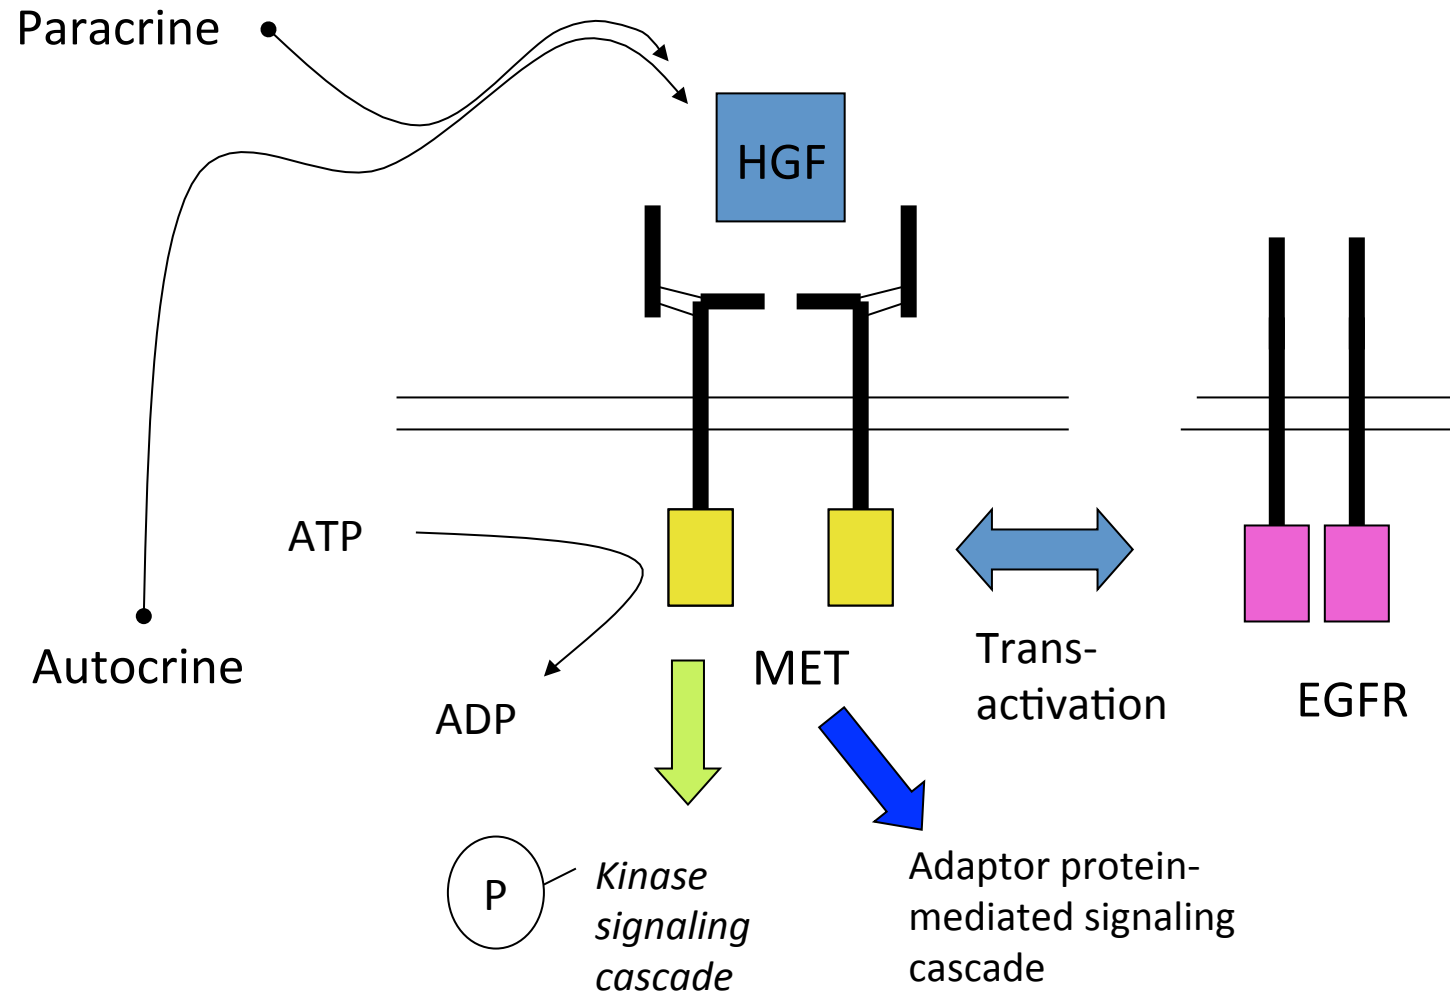 Paracrine
HGF
ATP
Autocrine
ADP
MET
Trans-
activation
EGFR
P
Kinase
signaling
cascade
Adaptor protein-
mediated signaling
cascade